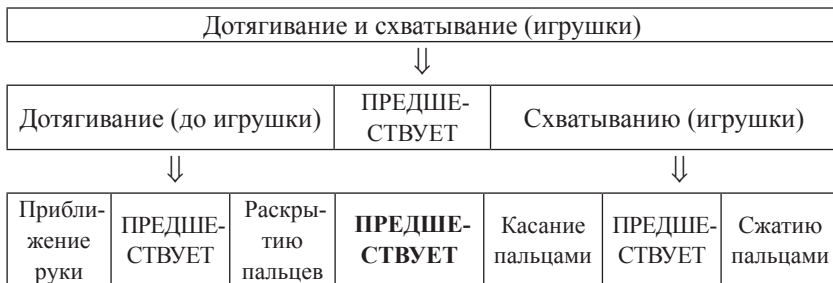 Дотягивание и схватывание (игрушки)
⇓
Дотягивание (до игрушки) ПРЕДШЕ-
СТВУЕТ Схватыванию (игрушки)
⇓ ⇓
Прибли-
жение
руки
ПРЕДШЕ-
СТВУЕТ
Раскры-
тию
пальцев
ПРЕДШЕ-
СТВУЕТ
Касание
пальцами
ПРЕДШЕ-
СТВУЕТ
Сжатию
пальцами